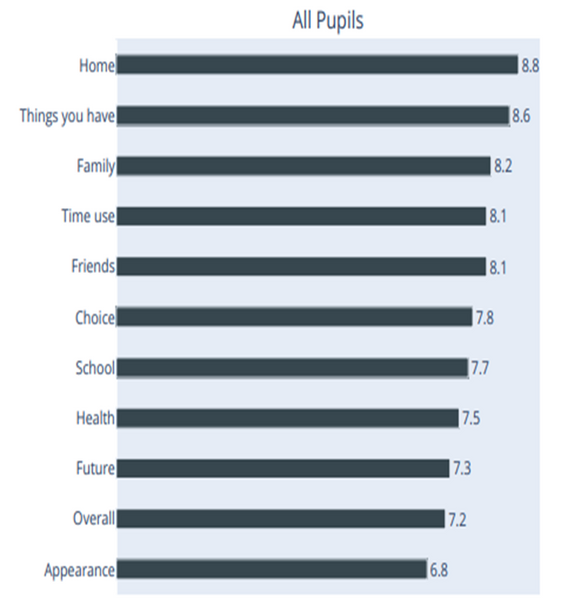 All Pupils
Home 8.8
Things you have 8.6
Family 8.2
Time use 8.1
Friends 8.1
Choice 7.8
School 7.7
Health 7.5
Future 7.3
Overall 7.2
Appearance 6.8